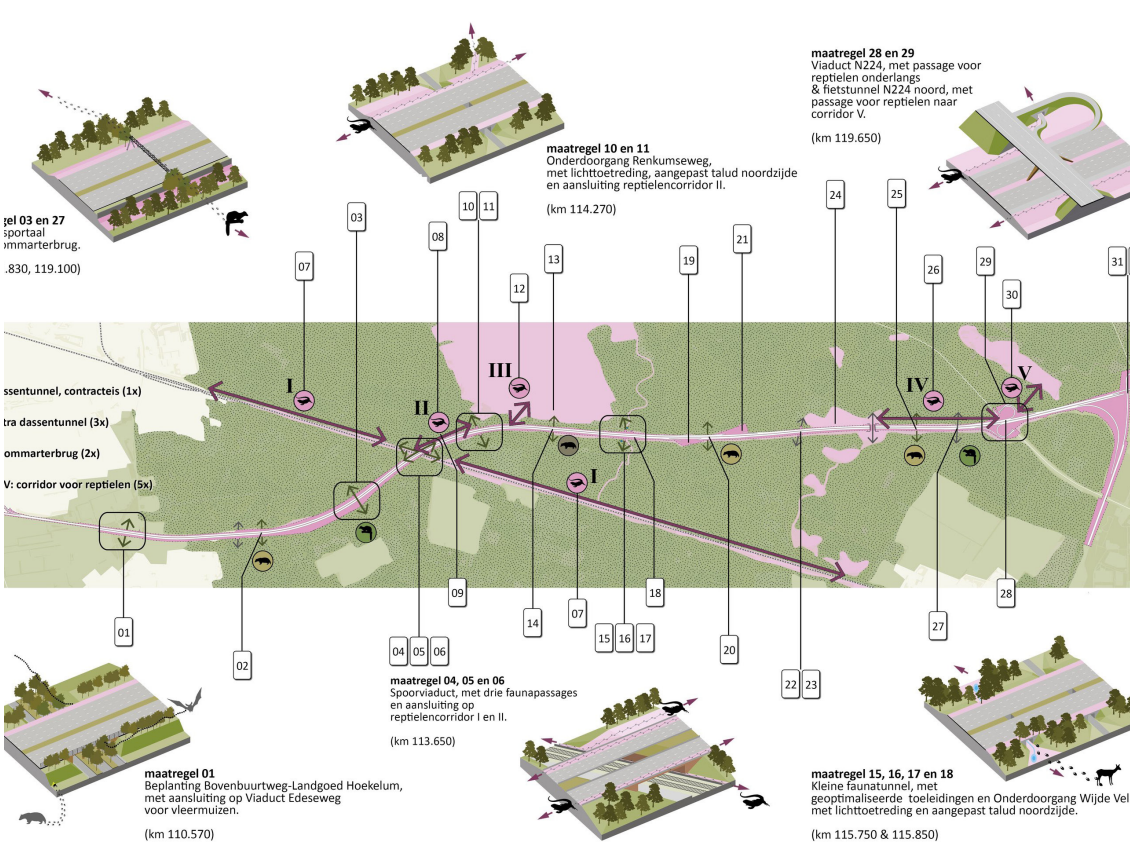 maatregel 28 en 29
Viaduct N224, met passage voor
reptielen onderlangs
& fietstunnel N224 noord, met
passage voor reptielen naar
corridor V.
(km 119.650)
maatregel 10 en 11
Onderdoorgang Renkumseweg,
met lichttoetreding, aangepast talud noordzijde
en aansluiting reptielencorridor II.
(km 114.270)
gel 03 en 27
sportaal
ommarterbrug.
.830, 119.100)
03
10 11
08
07
12
13
19
21
24
25
26
29
30
31
I
II
III
IV
V
I
ssentunnel, contracteis (1x)
tra dassentunnel (3x)
ommarterbrug (2x)
V: corridor voor reptielen (5x)
01
02
04 05 06
09
14
07
15 16 17
18
20
22 23
27
28
maatregel 04, 05 en 06
Spoorviaduct, met drie faunapassages
en aansluiting op
reptielencorridor I en II.
(km 113.650)
maatregel 01
Beplanting Bovenbuurtweg-Landgoed Hoekelum,
met aansluiting op Viaduct Edeseweg
voor vleermuizen.
(km 110.570)
maatregel 15, 16, 17 en 18
Kleine faunatunnel, met
geoptimaliseerde toeleidingen en Onderdoorgang Wijde Vel
met lichttoetreding en aangepast talud noordzijde.
(km 115.750 & 115.850)